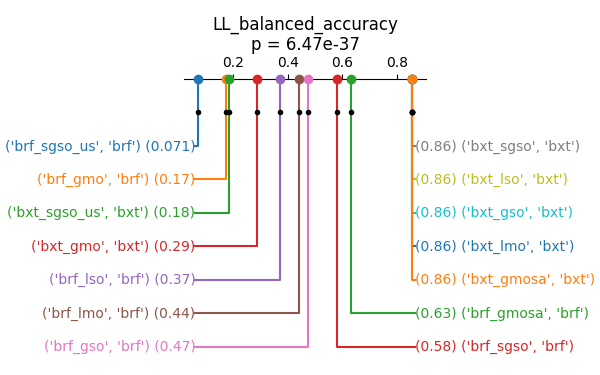 LL_balanced_accuracy
p = 6.47e-37
0.2 0.4 0.6 0.8
('brf_sgso_us', 'brf') (0.071)
(0.86) ('bxt_sgso', 'bxt')
('brf_gmo', 'brf') (0.17)
(0.86) ('bxt_lso', 'bxt')
('bxt_sgso_us', 'bxt') (0.18)
(0.86) ('bxt_gso', 'bxt')
('bxt_gmo', 'bxt') (0.29)
(0.86) ('bxt_lmo', 'bxt')
('brf_lso', 'brf') (0.37)
(0.86) ('bxt_gmosa', 'bxt')
('brf_lmo', 'brf') (0.44)
(0.63) ('brf_gmosa', 'brf')
('brf_gso', 'brf') (0.47)
(0.58) ('brf_sgso', 'brf')